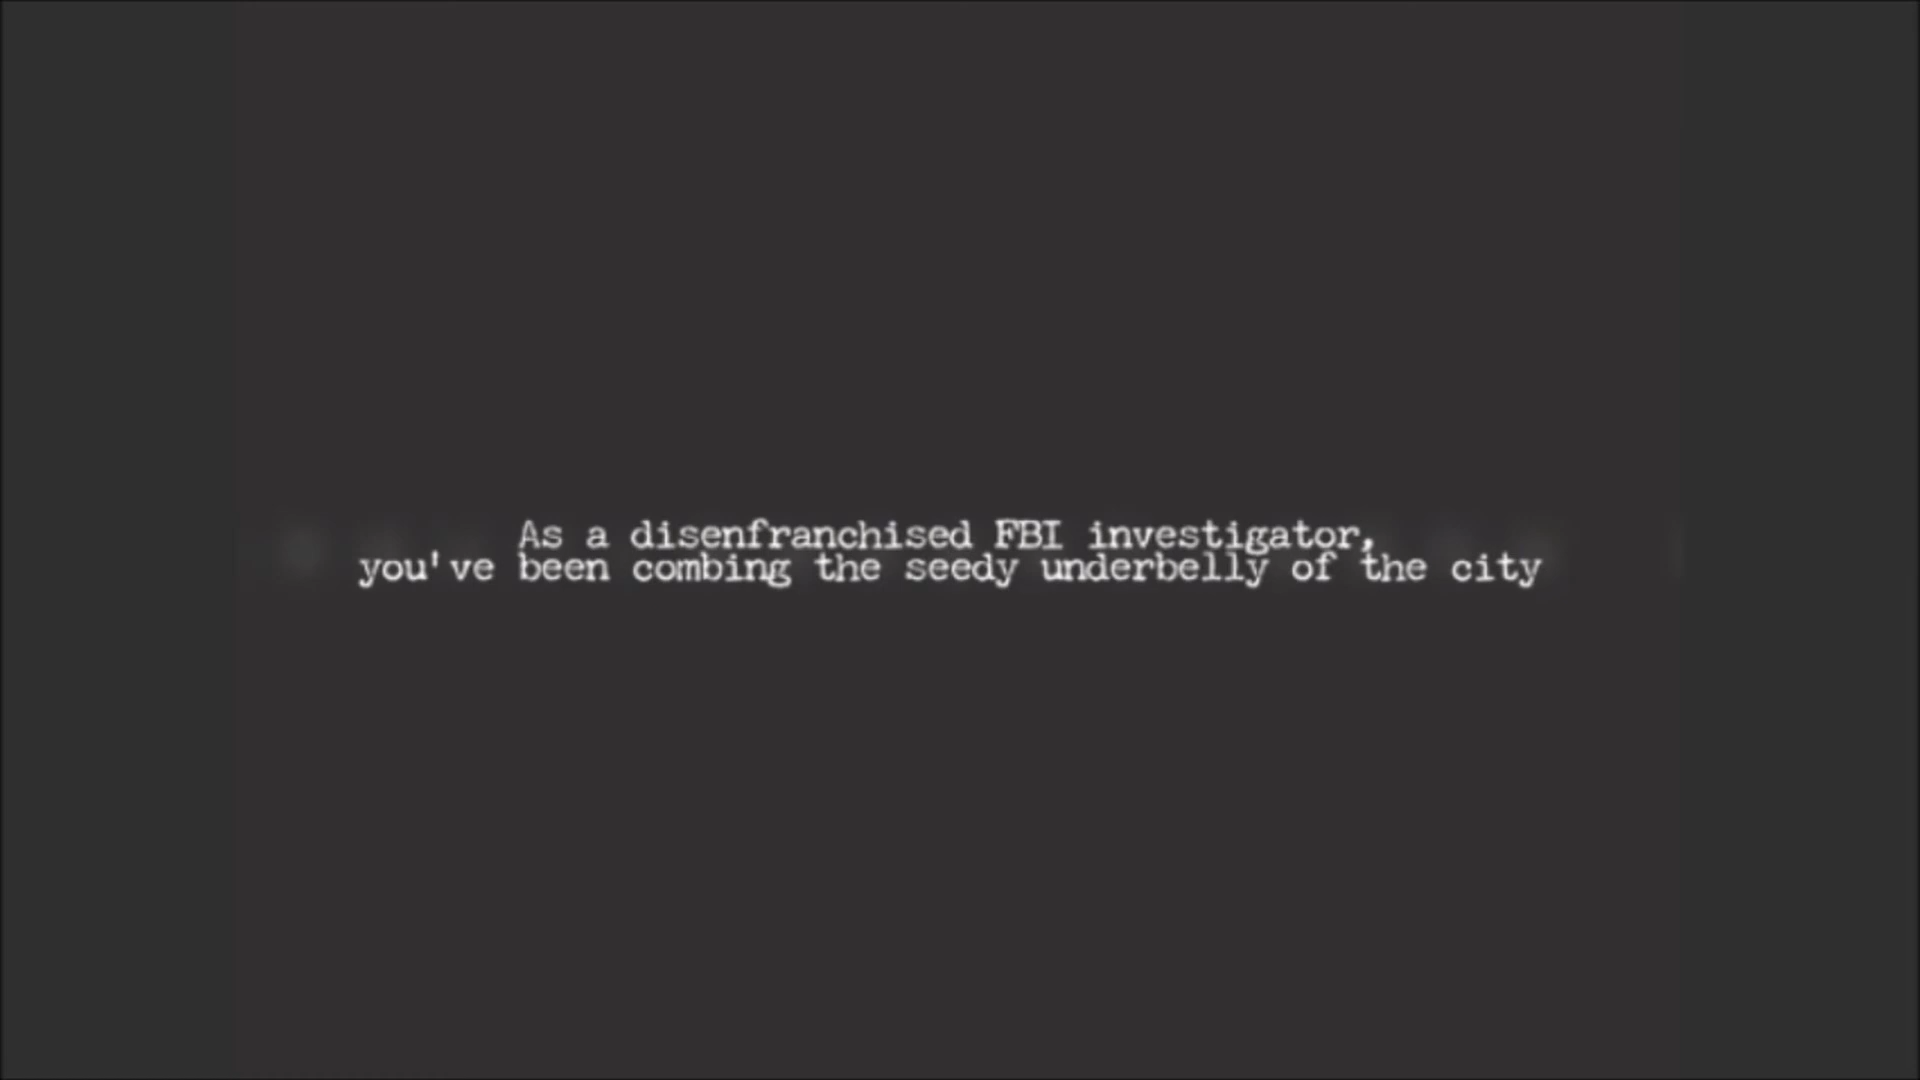 As a disenfranchised FBI investigator,
you've been combing the seedy underbelly of the city